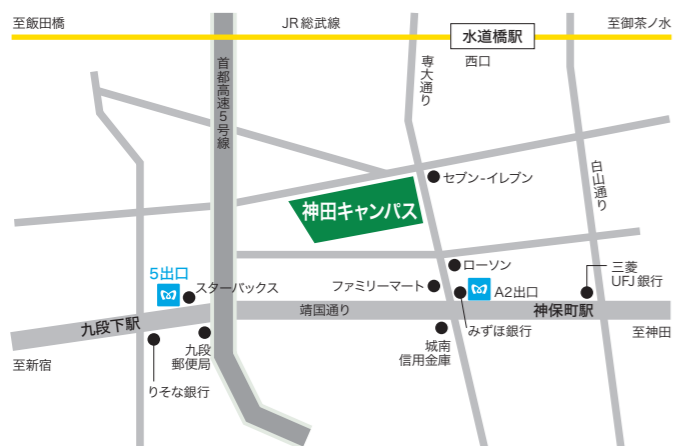 至飯田橋
JR総武線
至御茶ノ水
水道橋駅
西口
首都高速5号線
専大通り
白山通り
セブン-イレブン
神田キャンパス
5出口
スターバックス
ファミリーマート
ローソン
A2出口
三菱
UFJ銀行
九段下駅
靖国通り
神保町駅
みずほ銀行
至神田
至新宿
九段
郵便局
城南
信用金庫
りそな銀行